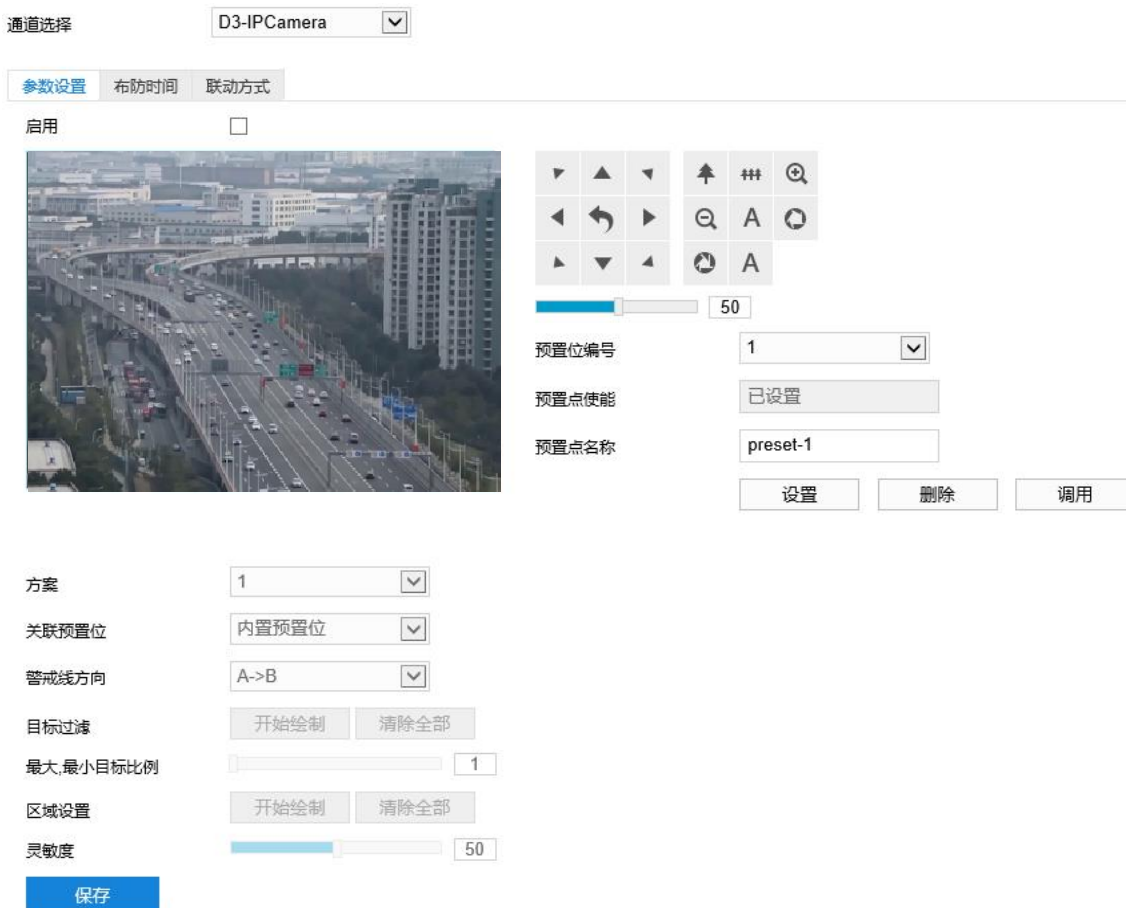 通道选择 D3-IPCamera
参数设置 布防时间 联动方式
启用
A
A
50
预置位编号 1
预置点使能 已设置
预置点名称 preset-1
设置 删除 调用
方案 1
关联预置位 内置预置位
警戒线方向 A->B
目标过滤 开始绘制 清除全部
最大,最小目标比例 1
区域设置 开始绘制 清除全部
灵敏度 50
保存